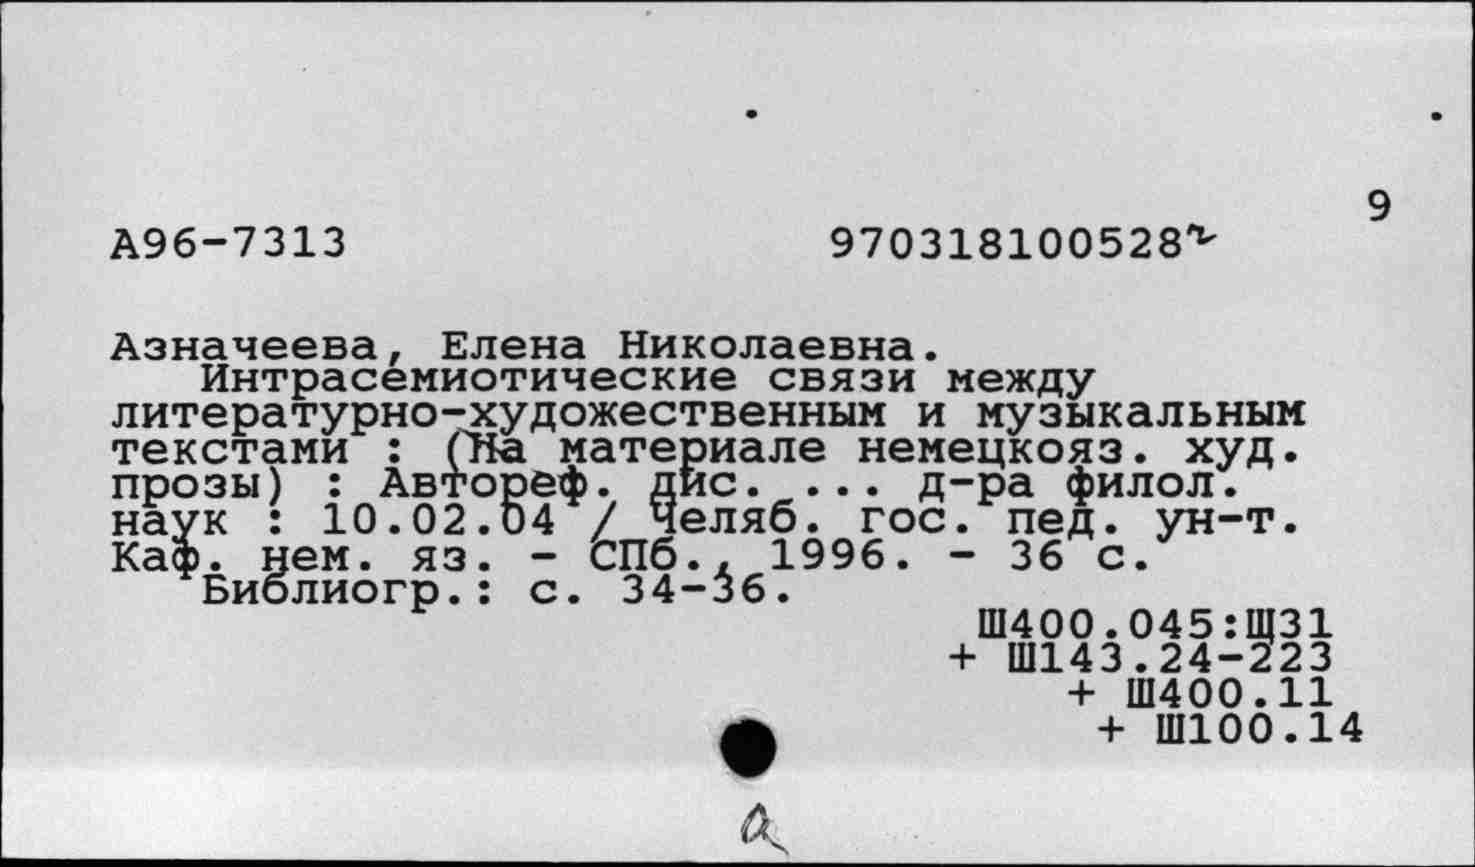 9
А96-7313 970318100528
Азначеева, Елена Николаевна.
Интрасемиотические связи между
литературно-художественным и музыкальным
текстами : (На материале немецкояз. худ.
прозы) : Автореф. дис. ... д-ра филол.
наук : 10.02.04 / Челяб. гос. пед. ун-т.
Каф. нем. яз. - СПб., 1996. - 36 с.
Библиогр.: с. 34-36.
Ш400.045:Щ31
+ Ш143.24-223
+ Ш400.11
+ Ш100.14